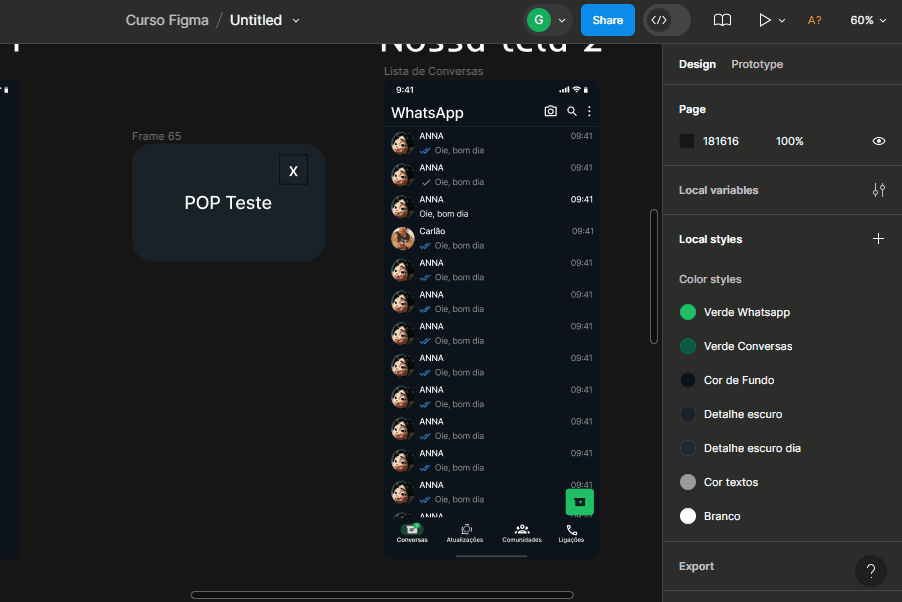 Curso Figma / Untitled
G
Share
A?
60%
Nossa tela 2
Lista de Conversas
9:41
WhatsApp
ANNA 09:41
Oie, bom dia
ANNA 09:41
Oie, bom dia
ANNA 09:41
Oie, bom dia
Carlão 09:41
Oie, bom dia
ANNA 09:41
Oie, bom dia
ANNA 09:41
Oie, bom dia
ANNA 09:41
Oie, bom dia
ANNA 09:41
Oie, bom dia
ANNA 09:41
Oie, bom dia
ANNA 09:41
Oie, bom dia
ANNA 09:41
Oie, bom dia
ANNA 09:41
Oie, bom dia
ANNA 09:41
Conversas Atualizações Comunidades Ligações
Frame 65
X
POP Teste
Design Prototype
Page
181616 100%
Local variables
Local styles
Color styles
Verde Whatsapp
Verde Conversas
Cor de Fundo
Detalhe escuro
Detalhe escuro dia
Cor textos
Branco
Export
?